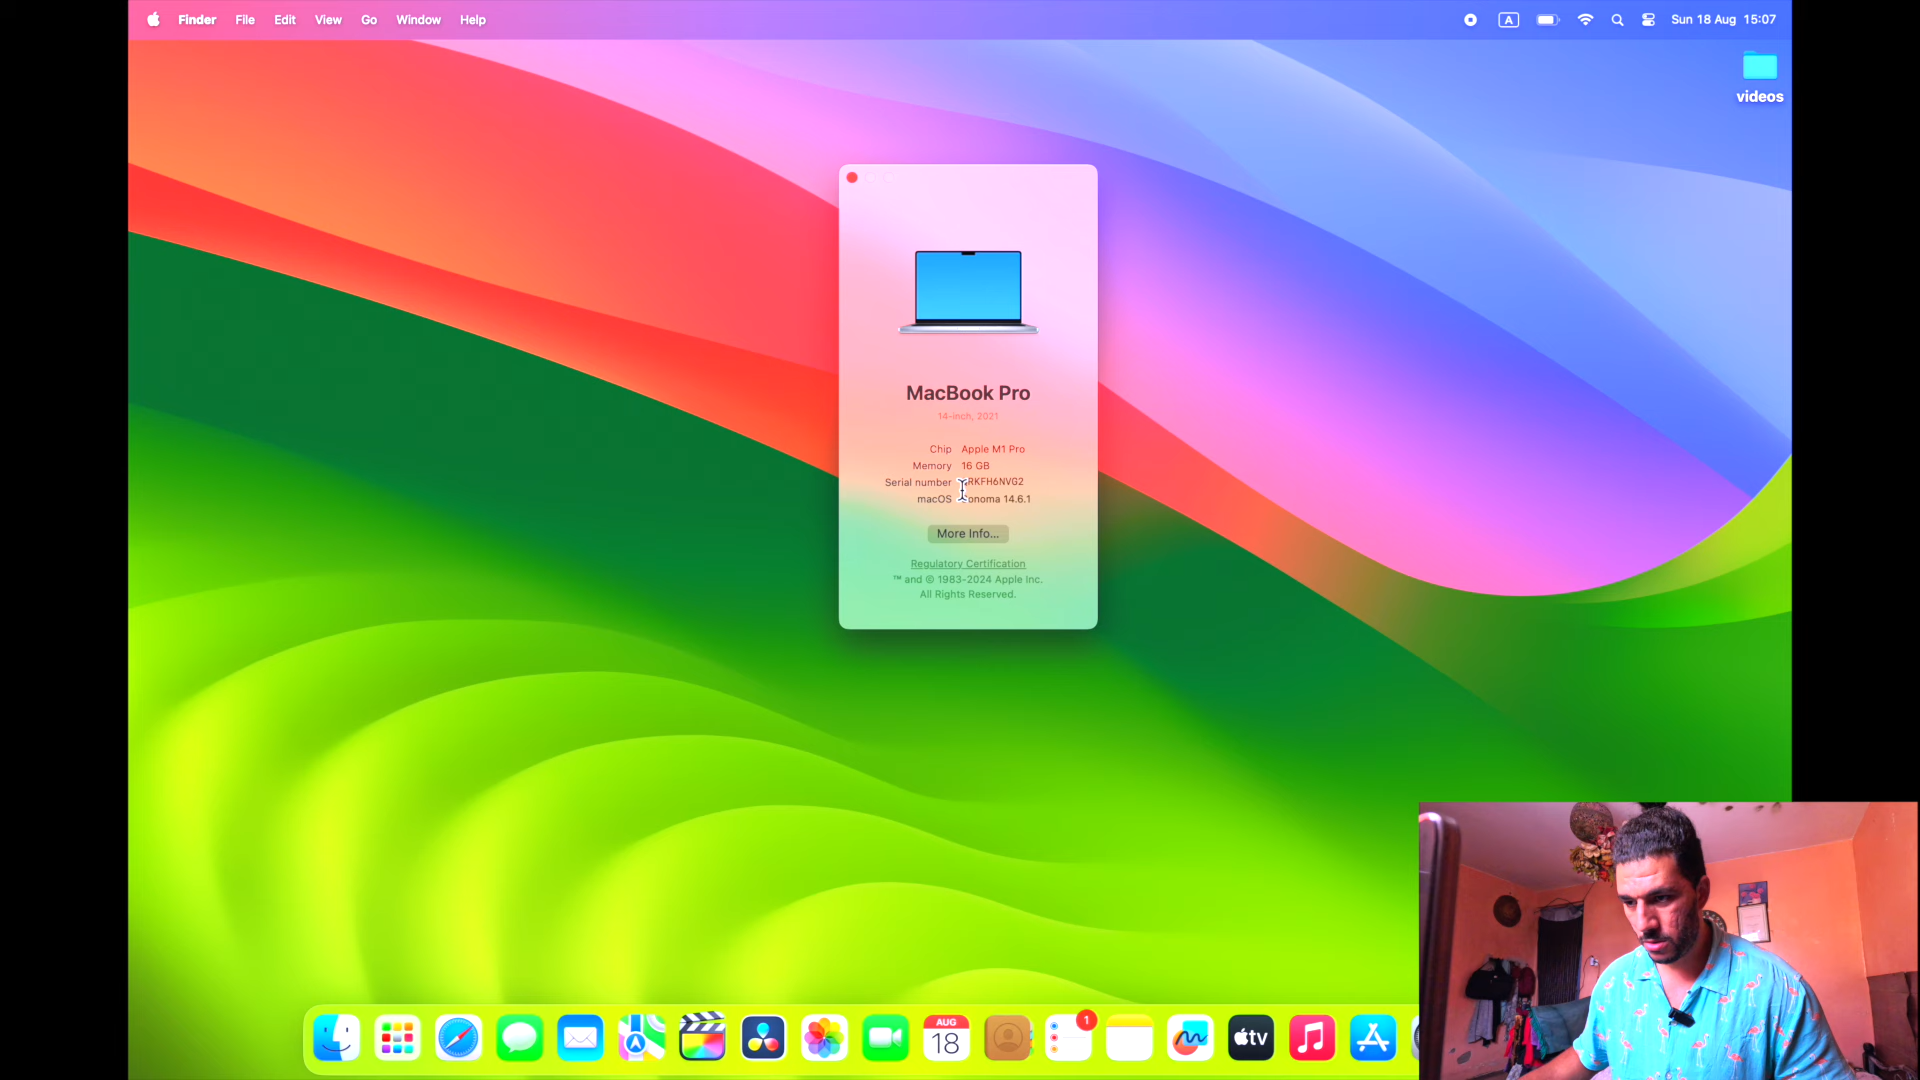 Finder File Edit View Go Window Help
A Sun 18 Aug 15:07
videos
MacBook Pro
14-inch, 2021
Chip Apple M1 Pro
Memory 16 GB
Serial number RKFH6NVG2
macOS Sonoma 14.6.1
More Info...
Regulatory Certification
™ and © 1983-2024 Apple Inc.
All Rights Reserved.
AUG
18
1
tv